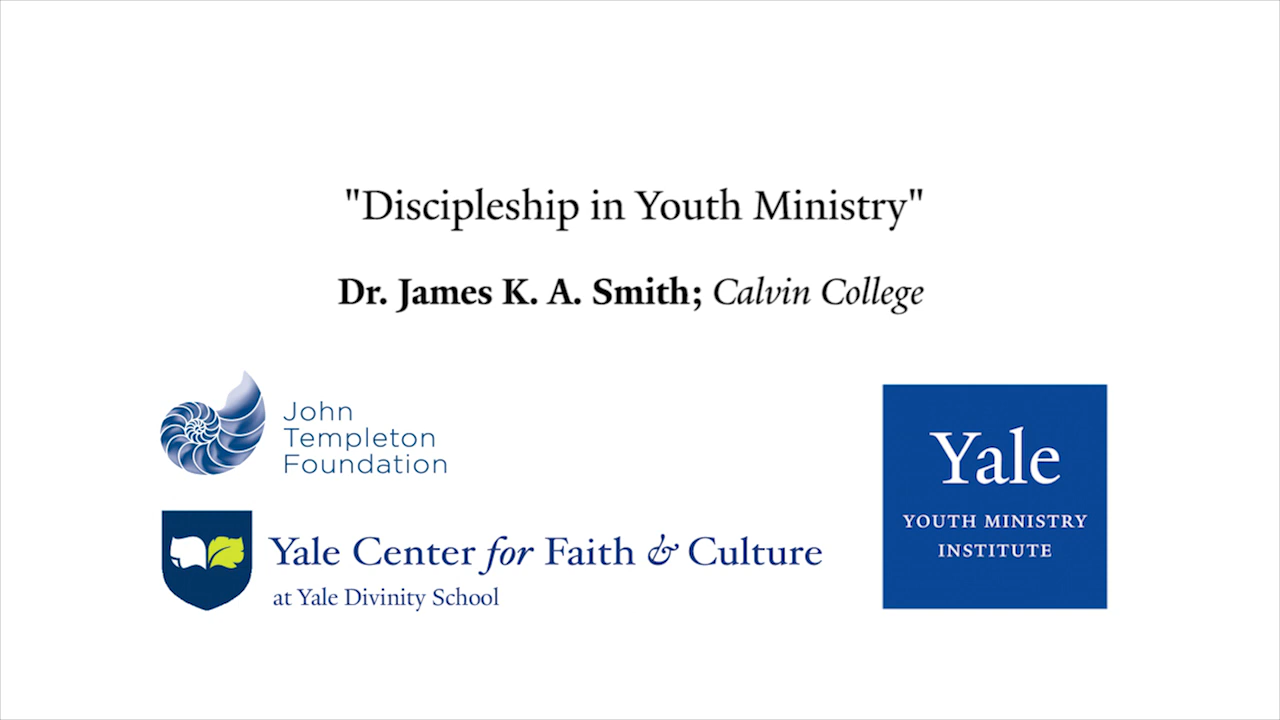 "Discipleship in Youth Ministry"
Dr. James K. A. Smith; Calvin College
John
Templeton
Foundation
Yale Center for Faith & Culture
at Yale Divinity School
Yale
YOUTH MINISTRY
INSTITUTE